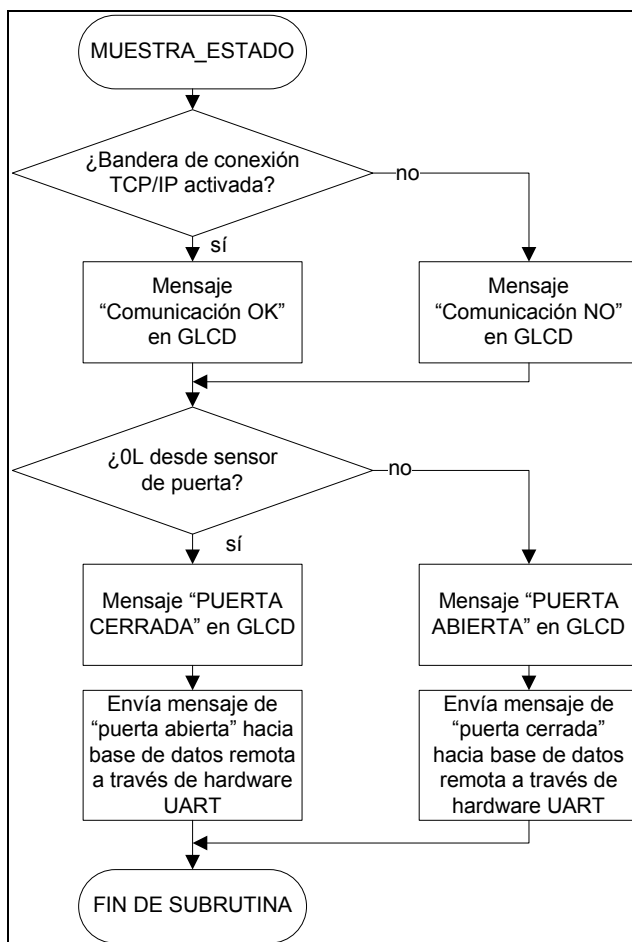 MUESTRA_ESTADO
¿Bandera de conexión
TCP/IP activada?
no
sí
Mensaje
“Comunicación OK”
en GLCD
Mensaje
“Comunicación NO”
en GLCD
¿0L desde sensor
de puerta?
no
sí
Mensaje “PUERTA
CERRADA” en GLCD
Mensaje “PUERTA
ABIERTA” en GLCD
Envía mensaje de
“puerta abierta” hacia
base de datos remota
a través de hardware
UART
Envía mensaje de
“puerta cerrada”
hacia base de datos
remota a través de
hardware UART
FIN DE SUBRUTINA